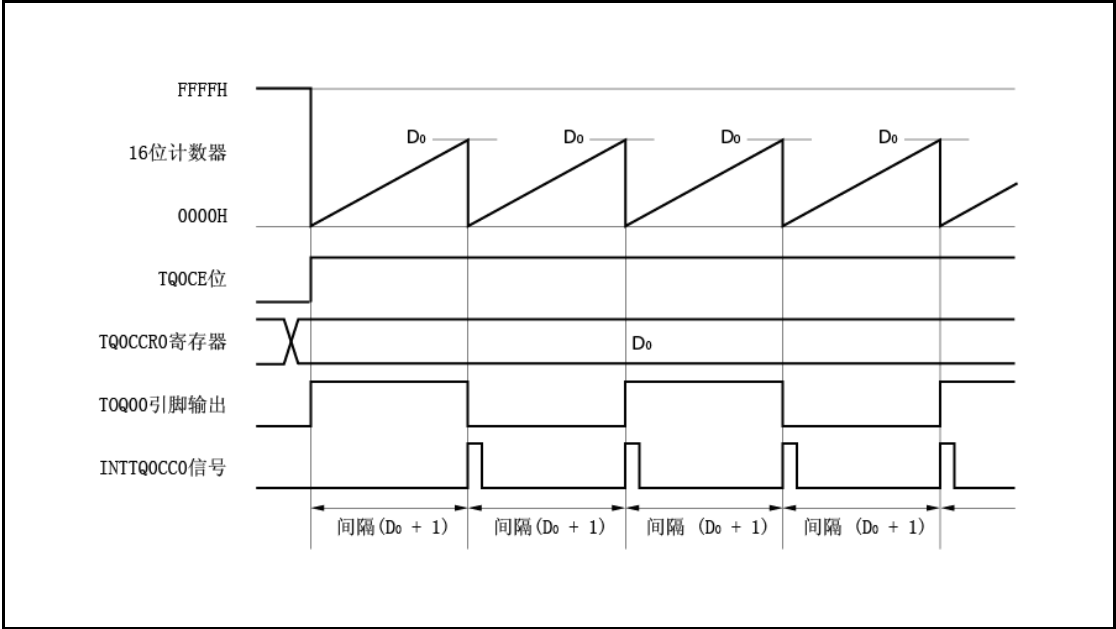 FFFFH
D₀ D₀ D₀ D₀
16位计数器
0000H
TQ0CE位
TQ0CCR0寄存器 D₀
TOQ00引脚输出
INTTQ0CC0信号
间隔(D₀ + 1) 间隔(D₀ + 1) 间隔 (D₀ + 1) 间隔 (D₀ + 1)